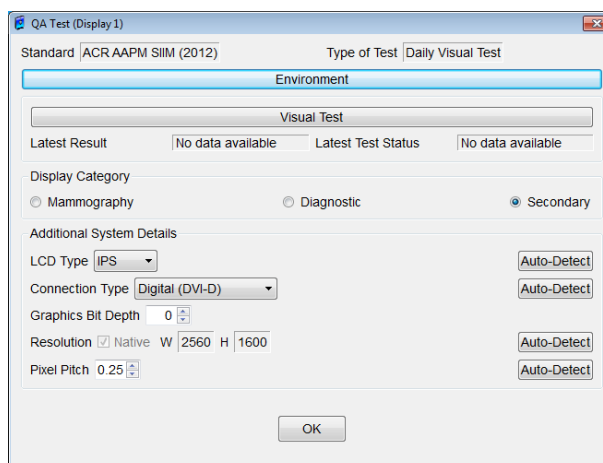 QA Test (Display 1)
Standard ACR AAPM SIIM (2012) Type of Test Daily Visual Test
Environment
Visual Test
Latest Result No data available Latest Test Status No data available
Display Category
Mammography Diagnostic Secondary
Additional System Details
LCD Type IPS Auto-Detect
Connection Type Digital (DVI-D) Auto-Detect
Graphics Bit Depth 0
Resolution Native W 2560 H 1600 Auto-Detect
Pixel Pitch 0.25 Auto-Detect
OK